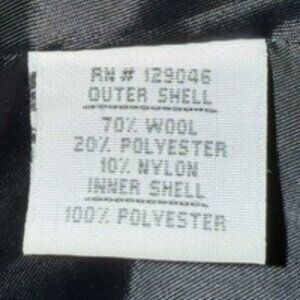 RN # 129046
OUTER SHELL
70% WOOL
20% POLYESTER
10% NYLON
INNER SHELL
100% POLYESTER